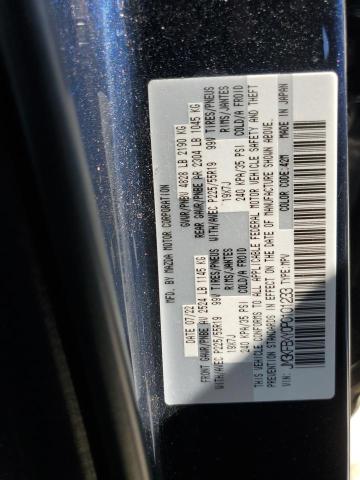 MFD. BY MAZDA MOTOR CORPORATION
07/22 GVWR/PNBV 4628 LB 2190 KG
FRONT GAWR/PNBE AV 2524 LB 1145 KG REAR GAWR/PNBE AR 2304 LB 1045 KG
WITH/AVEC P225/55R19 99V TIRES/PNEUS WITH/AVEC P225/55R19 99V TIRES/PNEUS
19X7J RIMS/JANTES 19X7J RIMS/JANTES
240 KPA/35 PSI COLD/A FROID 240 KPA/35 PSI COLD/A FROID
THIS VEHICLE CONFORMS TO ALL APPLICABLE FEDERAL MOTOR VEHICLE SAFETY AND THEFT
PREVENTION STANDARDS IN EFFECT ON THE DATE OF MANUFACTURE SHOWN ABOVE.
VIN: TYPE:MPV COLOR/COULEUR: 42M MADE IN JAPAN